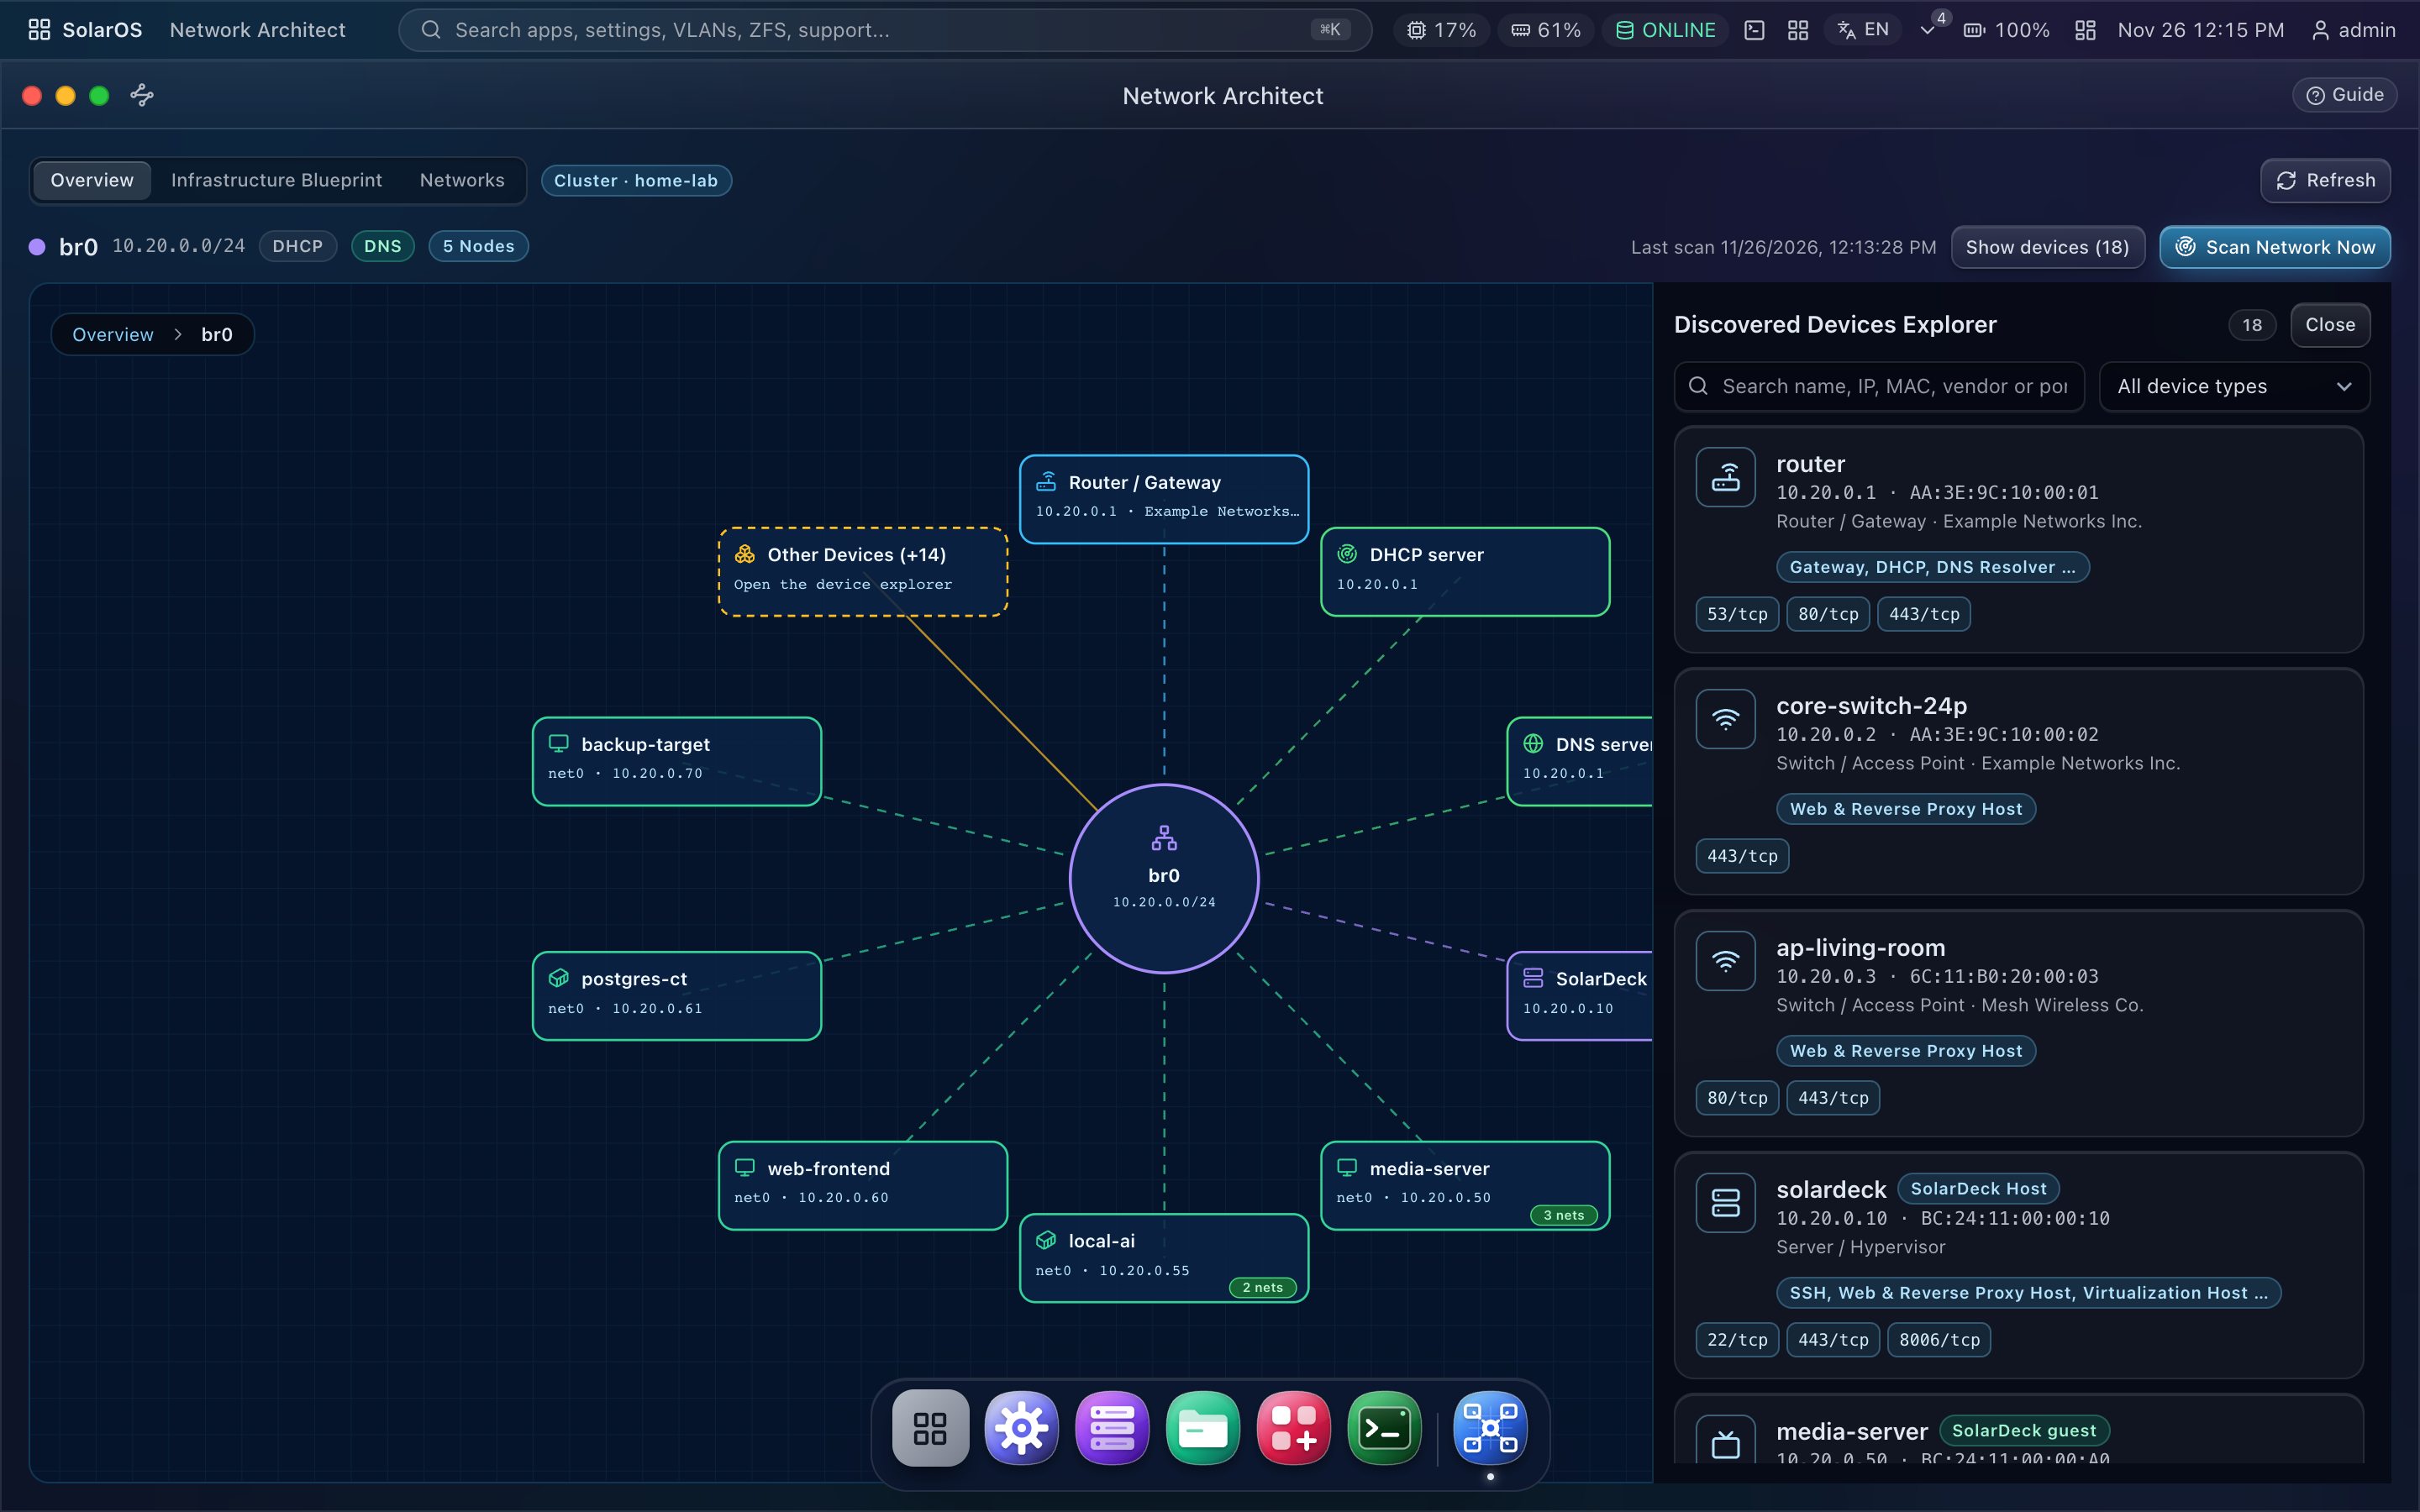 SolarOS Network Architect Search apps, settings, VLANs, ZFS, support... ⌘K 17% 61% ONLINE EN 4 100% Nov 26 12:15 PM admin
Network Architect Guide
Overview Infrastructure Blueprint Networks Cluster · home-lab Refresh
br0 10.20.0.0/24 DHCP DNS 5 Nodes Last scan 11/26/2026, 12:13:28 PM Show devices (18) Scan Network Now
Overview > br0
Router / Gateway
10.20.0.1 · Example Networks…
Other Devices (+14)
Open the device explorer
DHCP server
10.20.0.1
backup-target
net0 · 10.20.0.70
DNS server
10.20.0.1
br0
10.20.0.0/24
postgres-ct
net0 · 10.20.0.61
SolarDeck
10.20.0.10
web-frontend
net0 · 10.20.0.60
media-server
net0 · 10.20.0.50
3 nets
local-ai
net0 · 10.20.0.55
2 nets
Discovered Devices Explorer 18 Close
Search name, IP, MAC, vendor or por All device types
router
10.20.0.1 · AA:3E:9C:10:00:01
Router / Gateway · Example Networks Inc.
Gateway, DHCP, DNS Resolver ...
53/tcp 80/tcp 443/tcp
core-switch-24p
10.20.0.2 · AA:3E:9C:10:00:02
Switch / Access Point · Example Networks Inc.
Web & Reverse Proxy Host
443/tcp
ap-living-room
10.20.0.3 · 6C:11:B0:20:00:03
Switch / Access Point · Mesh Wireless Co.
Web & Reverse Proxy Host
80/tcp 443/tcp
solardeck SolarDeck Host
10.20.0.10 · BC:24:11:00:00:10
Server / Hypervisor
SSH, Web & Reverse Proxy Host, Virtualization Host ...
22/tcp 443/tcp 8006/tcp
media-server SolarDeck guest
10.20.0.50 · BC:24:11:00:00:A0